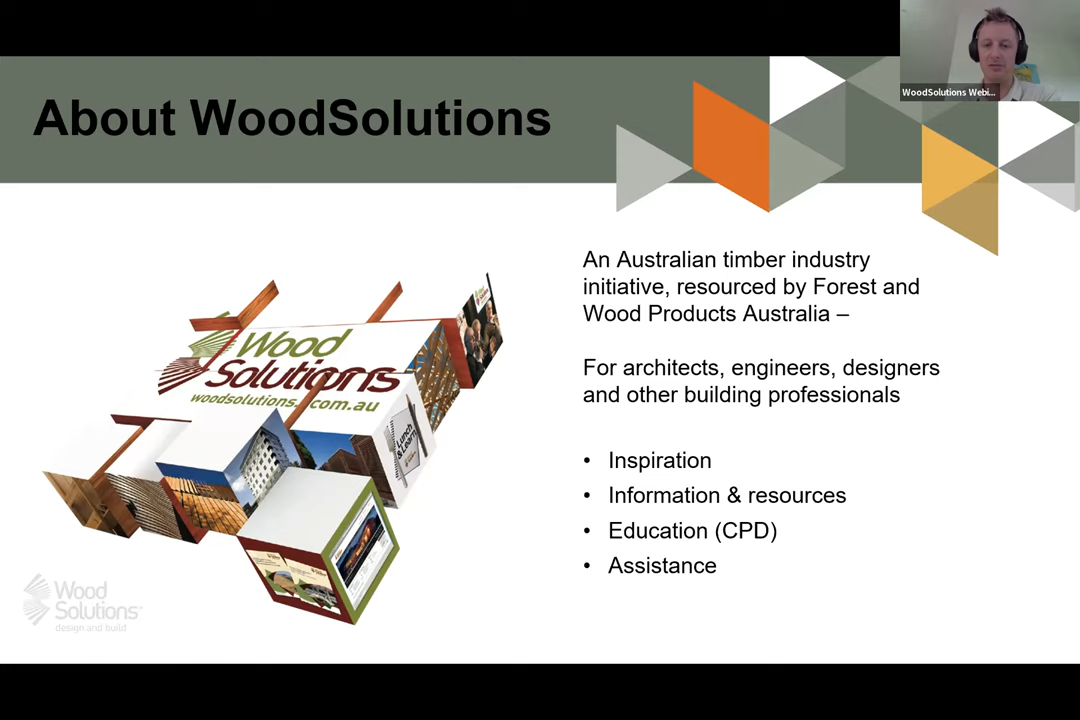 WoodSolutions Webi...
About WoodSolutions
An Australian timber industry
initiative, resourced by Forest and
Wood Products Australia –
For architects, engineers, designers
and other building professionals
• Inspiration
• Information & resources
• Education (CPD)
• Assistance
Wood
Solutions
woodsolutions.com.au
Lunch
& Learn
Wood
Solutions
design and build